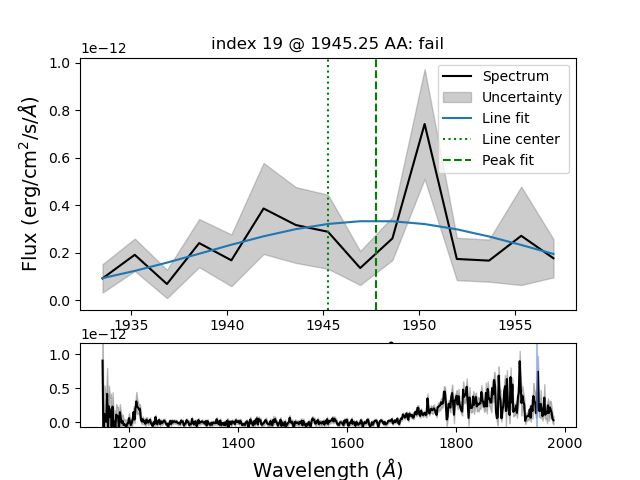 index 19 @ 1945.25 AA: fail
1e−12
Flux (erg/cm²/s/Å)
1.0
0.8
0.6
0.4
0.2
0.0
Spectrum
Uncertainty
Line fit
Line center
Peak fit
1935 1940 1945 1950 1955
1e−12
1.0
0.5
0.0
1200 1400 1600 1800 2000
Wavelength (Å)